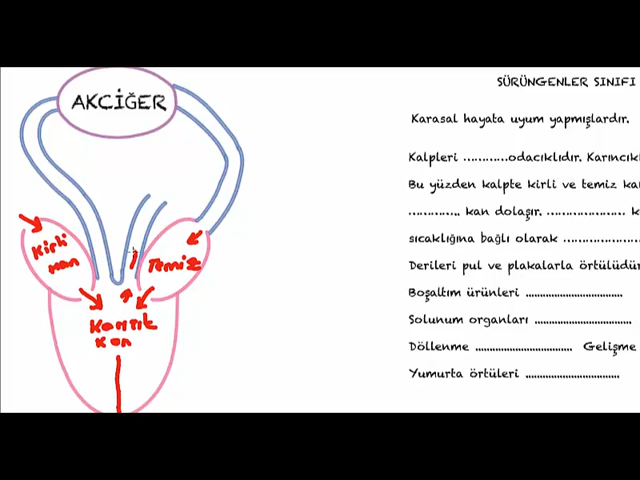 AKCİĞER
Kirli
kan
Temiz
Karışık
kan
SÜRÜNGENLER SINIFI
Karasal hayata uyum yapmışlardır.
Kalpleri ...........odacıklıdır. Karıncıkl
Bu yüzden kalpte kirli ve temiz ka
............. kan dolaşır. .................... k
sıcaklığına bağlı olarak ....................
Derileri pul ve plakalarla örtülüdür
Boşaltım ürünleri .........................
Solunum organları .........................
Döllenme ......................... Gelişme
Yumurta örtüleri .........................